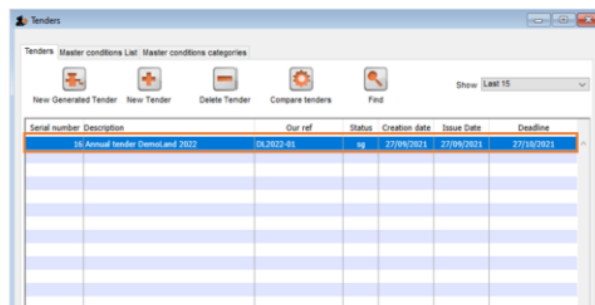 Tenders
Tenders Master conditions List Master conditions categories
New Generated Tender New Tender Delete Tender Compare tenders Find Show Last 15
Serial number Description Our ref Status Creation date Issue Date Deadline
16 Annual tender DemoLand 2022 DL2022-01 sg 27/09/2021 27/09/2021 27/10/2021